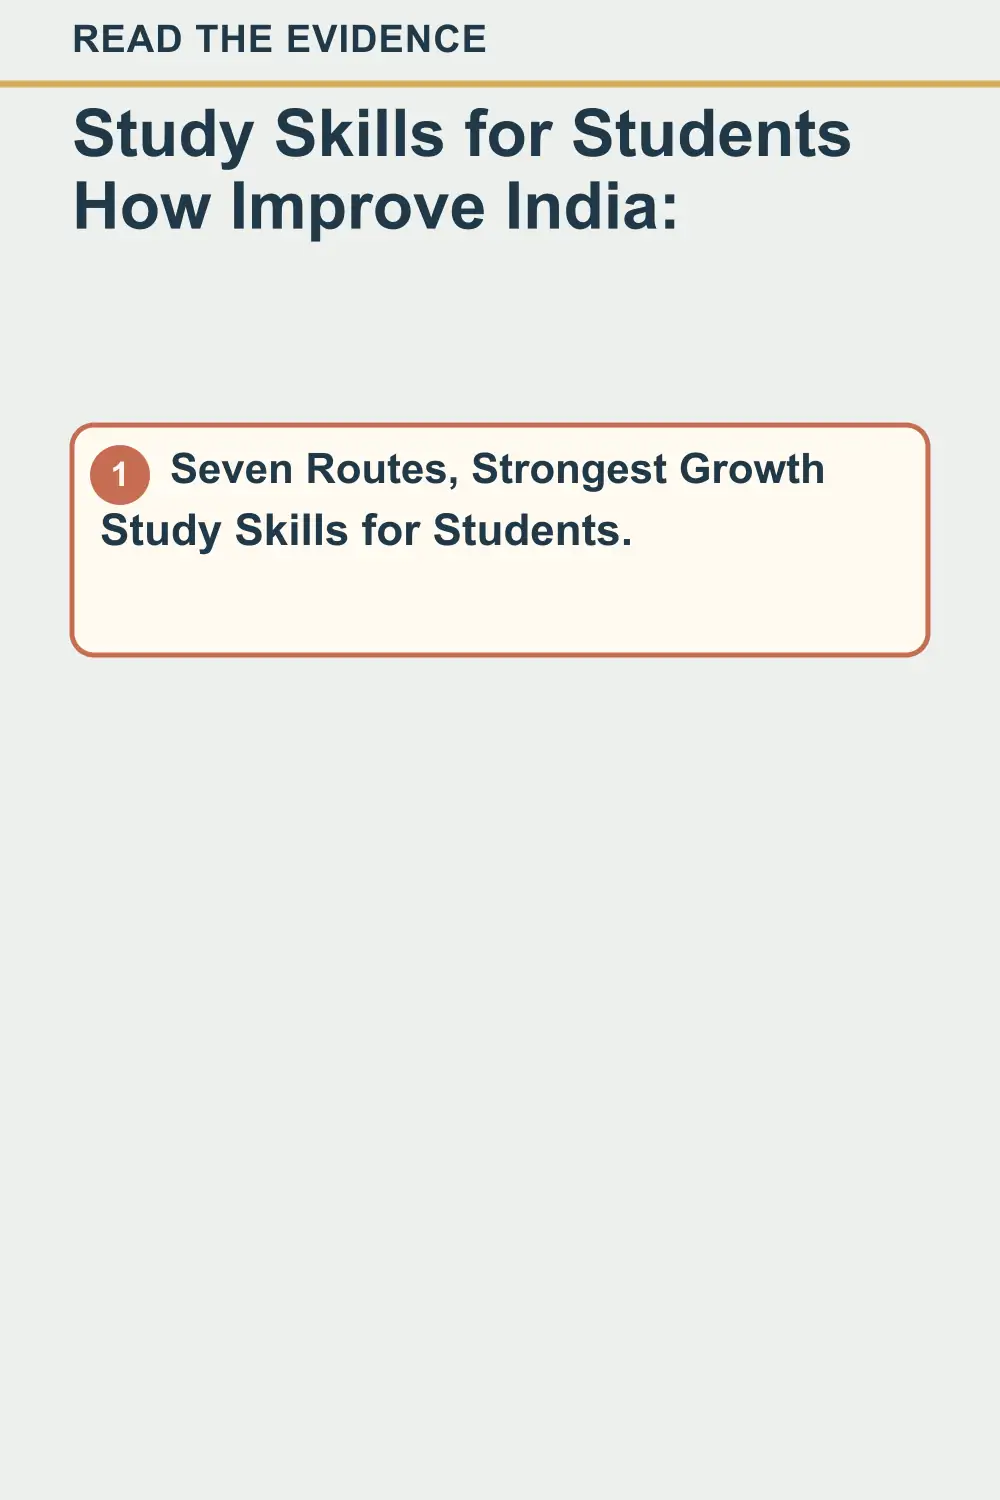 READ THE EVIDENCE
Study Skills for Students
How Improve India:
1 Seven Routes, Strongest Growth
Study Skills for Students.